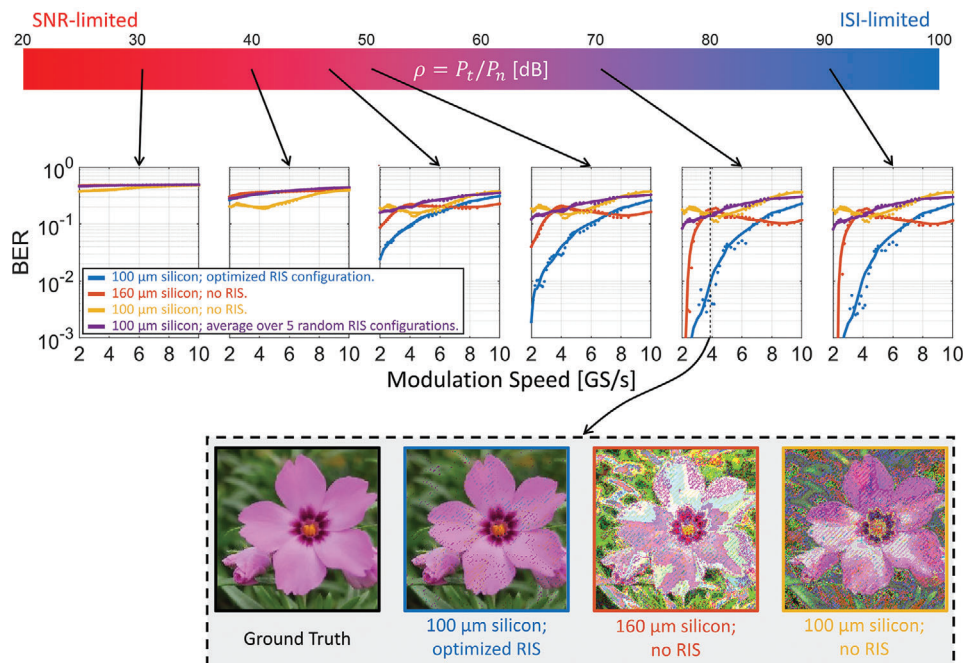 SNR-limited ISI-limited
20 30 40 50 60 70 80 90 100
ρ = P_t/P_n [dB]
10^0
10^-1
10^-2
10^-3
BER
100 μm silicon; optimized RIS configuration.
160 μm silicon; no RIS.
100 μm silicon; no RIS.
100 μm silicon; average over 5 random RIS configurations.
2 4 6 8 10 2 4 6 8 10 2 4 6 8 10 2 4 6 8 10 2 4 6 8 10 2 4 6 8 10
Modulation Speed [GS/s]
Ground Truth
100 μm silicon;
optimized RIS
160 μm silicon;
no RIS
100 μm silicon;
no RIS